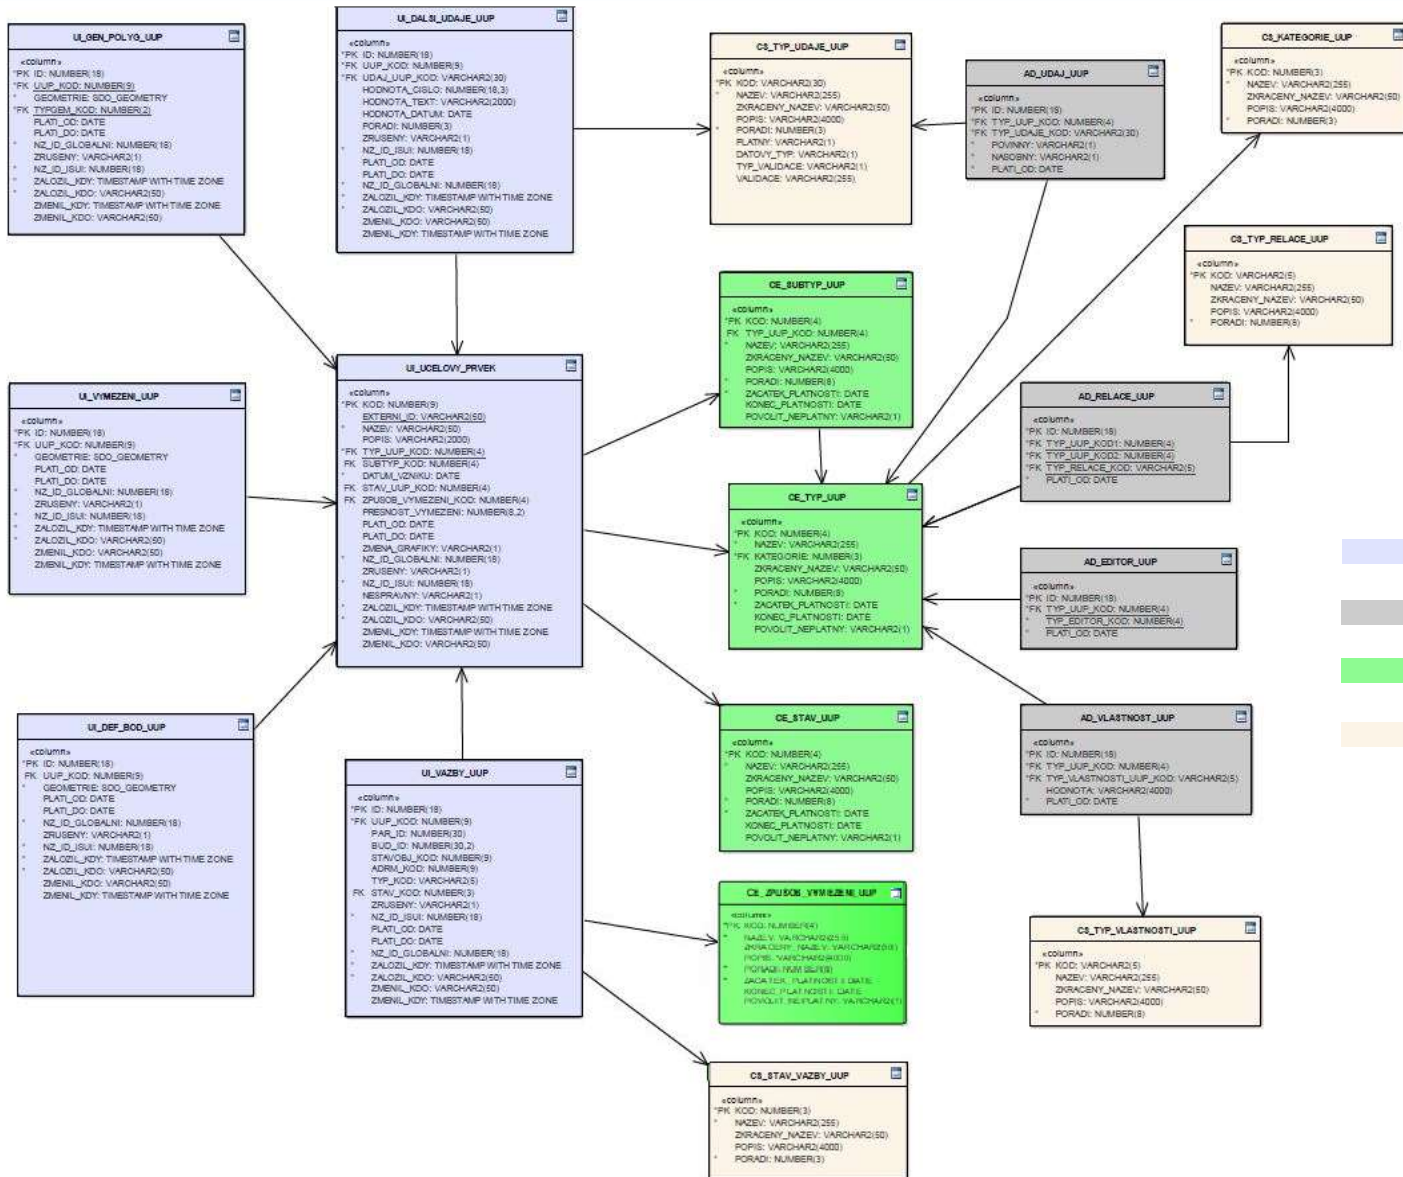 UI_GEN_POLYG_UUP
«column»
*PK ID: NUMBER(18)
*FK UUP_KOD: NUMBER(9)
* GEOMETRIE: SDO_GEOMETRY
*FK TYPGEM_KOD: NUMBER(2)
PLATI_OD: DATE
PLATI_DO: DATE
* NZ_ID_GLOBALNI: NUMBER(18)
ZRUSENY: VARCHAR2(1)
* NZ_ID_ISUI: NUMBER(18)
* ZALOZIL_KDY: TIMESTAMP WITH TIME ZONE
* ZALOZIL_KDO: VARCHAR2(50)
ZMENIL_KDY: TIMESTAMP WITH TIME ZONE
ZMENIL_KDO: VARCHAR2(50)
UI_DALSI_UDAJE_UUP
«column»
*PK ID: NUMBER(18)
*FK UUP_KOD: NUMBER(9)
*FK UDAJ_UUP_KOD: VARCHAR2(30)
HODNOTA_CISLO: NUMBER(18,3)
HODNOTA_TEXT: VARCHAR2(2000)
HODNOTA_DATUM: DATE
PORADI: NUMBER(3)
ZRUSENY: VARCHAR2(1)
* NZ_ID_ISUI: NUMBER(18)
PLATI_OD: DATE
PLATI_DO: DATE
* NZ_ID_GLOBALNI: NUMBER(18)
* ZALOZIL_KDY: TIMESTAMP WITH TIME ZONE
* ZALOZIL_KDO: VARCHAR2(50)
ZMENIL_KDO: VARCHAR2(50)
ZMENIL_KDY: TIMESTAMP WITH TIME ZONE
CS_TYP_UDAJE_UUP
«column»
*PK KOD: VARCHAR2(30)
* NAZEV: VARCHAR2(255)
ZKRACENY_NAZEV: VARCHAR2(50)
POPIS: VARCHAR2(4000)
* PORADI: NUMBER(3)
PLATNY: VARCHAR2(1)
DATOVY_TYP: VARCHAR2(1)
TYP_VALIDACE: VARCHAR2(1)
VALIDACE: VARCHAR2(255)
AD_UDAJ_UUP
«column»
*PK ID: NUMBER(18)
*FK TYP_UUP_KOD: NUMBER(4)
*FK TYP_UDAJE_KOD: VARCHAR2(30)
* POVINNY: VARCHAR2(1)
* NASOBNY: VARCHAR2(1)
* PLATI_OD: DATE
CS_KATEGORIE_UUP
«column»
*PK KOD: NUMBER(3)
* NAZEV: VARCHAR2(255)
ZKRACENY_NAZEV: VARCHAR2(50)
POPIS: VARCHAR2(4000)
* PORADI: NUMBER(3)
CS_TYP_RELACE_UUP
«column»
*PK KOD: VARCHAR2(5)
NAZEV: VARCHAR2(255)
ZKRACENY_NAZEV: VARCHAR2(50)
POPIS: VARCHAR2(4000)
* PORADI: NUMBER(8)
CE_SUBTYP_UUP
«column»
*PK KOD: NUMBER(4)
FK TYP_UUP_KOD: NUMBER(4)
* NAZEV: VARCHAR2(255)
ZKRACENY_NAZEV: VARCHAR2(50)
POPIS: VARCHAR2(4000)
* PORADI: NUMBER(8)
* ZACATEK_PLATNOSTI: DATE
KONEC_PLATNOSTI: DATE
POVOLIT_NEPLATNY: VARCHAR2(1)
UI_UCELOVY_PRVEK
«column»
*PK KOD: NUMBER(9)
EXTERNI_ID: VARCHAR2(50)
* NAZEV: VARCHAR2(50)
POPIS: VARCHAR2(2000)
*FK TYP_UUP_KOD: NUMBER(4)
FK SUBTYP_KOD: NUMBER(4)
* DATUM_VZNIKU: DATE
FK STAV_UUP_KOD: NUMBER(4)
FK ZPUSOB_VYMEZENI_KOD: NUMBER(4)
PRESNOST_VYMEZENI: NUMBER(8,2)
PLATI_OD: DATE
PLATI_DO: DATE
ZMENA_GRAFIKY: VARCHAR2(1)
* NZ_ID_GLOBALNI: NUMBER(18)
ZRUSENY: VARCHAR2(1)
* NZ_ID_ISUI: NUMBER(18)
NESPRAVNY: VARCHAR2(1)
* ZALOZIL_KDY: TIMESTAMP WITH TIME ZONE
* ZALOZIL_KDO: VARCHAR2(50)
ZMENIL_KDY: TIMESTAMP WITH TIME ZONE
ZMENIL_KDO: VARCHAR2(50)
UI_VYMEZENI_UUP
«column»
*PK ID: NUMBER(18)
*FK UUP_KOD: NUMBER(9)
* GEOMETRIE: SDO_GEOMETRY
PLATI_OD: DATE
PLATI_DO: DATE
* NZ_ID_GLOBALNI: NUMBER(18)
ZRUSENY: VARCHAR2(1)
* NZ_ID_ISUI: NUMBER(18)
* ZALOZIL_KDY: TIMESTAMP WITH TIME ZONE
* ZALOZIL_KDO: VARCHAR2(50)
ZMENIL_KDO: VARCHAR2(50)
ZMENIL_KDY: TIMESTAMP WITH TIME ZONE
AD_RELACE_UUP
«column»
*PK ID: NUMBER(18)
*FK TYP_UUP_KOD1: NUMBER(4)
*FK TYP_UUP_KOD2: NUMBER(4)
*FK TYP_RELACE_KOD: VARCHAR2(5)
* PLATI_OD: DATE
CE_TYP_UUP
«column»
*PK KOD: NUMBER(4)
* NAZEV: VARCHAR2(255)
*FK KATEGORIE: NUMBER(3)
ZKRACENY_NAZEV: VARCHAR2(50)
POPIS: VARCHAR2(4000)
* PORADI: NUMBER(8)
* ZACATEK_PLATNOSTI: DATE
KONEC_PLATNOSTI: DATE
POVOLIT_NEPLATNY: VARCHAR2(1)
AD_EDITOR_UUP
«column»
*PK ID: NUMBER(18)
*FK TYP_UUP_KOD: NUMBER(4)
* TYP_EDITOR_KOD: NUMBER(4)
* PLATI_OD: DATE
UI_DEF_BOD_UUP
«column»
*PK ID: NUMBER(18)
FK UUP_KOD: NUMBER(9)
* GEOMETRIE: SDO_GEOMETRY
PLATI_OD: DATE
PLATI_DO: DATE
* NZ_ID_GLOBALNI: NUMBER(18)
ZRUSENY: VARCHAR2(1)
* NZ_ID_ISUI: NUMBER(18)
* ZALOZIL_KDY: TIMESTAMP WITH TIME ZONE
* ZALOZIL_KDO: VARCHAR2(50)
ZMENIL_KDO: VARCHAR2(50)
ZMENIL_KDY: TIMESTAMP WITH TIME ZONE
UI_VAZBY_UUP
«column»
*PK ID: NUMBER(18)
*FK UUP_KOD: NUMBER(9)
PAR_ID: NUMBER(30)
BUD_ID: NUMBER(30,2)
STAVOBJ_KOD: NUMBER(9)
ADRM_KOD: NUMBER(9)
TYP_KOD: VARCHAR2(5)
FK STAV_KOD: NUMBER(3)
ZRUSENY: VARCHAR2(1)
* NZ_ID_ISUI: NUMBER(18)
PLATI_OD: DATE
PLATI_DO: DATE
* NZ_ID_GLOBALNI: NUMBER(18)
* ZALOZIL_KDY: TIMESTAMP WITH TIME ZONE
* ZALOZIL_KDO: VARCHAR2(50)
ZMENIL_KDO: VARCHAR2(50)
ZMENIL_KDY: TIMESTAMP WITH TIME ZONE
CE_STAV_UUP
«column»
*PK KOD: NUMBER(4)
* NAZEV: VARCHAR2(255)
ZKRACENY_NAZEV: VARCHAR2(50)
POPIS: VARCHAR2(4000)
* PORADI: NUMBER(8)
* ZACATEK_PLATNOSTI: DATE
KONEC_PLATNOSTI: DATE
POVOLIT_NEPLATNY: VARCHAR2(1)
AD_VLASTNOST_UUP
«column»
*PK ID: NUMBER(18)
*FK TYP_UUP_KOD: NUMBER(4)
*FK TYP_VLASTNOSTI_UUP_KOD: VARCHAR2(5)
HODNOTA: VARCHAR2(4000)
* PLATI_OD: DATE
CE_ZPUSOB_VYMEZENI_UUP
«column»
*PK KOD: NUMBER(4)
* NAZEV: VARCHAR2(255)
ZKRACENY_NAZEV: VARCHAR2(50)
POPIS: VARCHAR2(4000)
* PORADI: NUMBER(8)
* ZACATEK_PLATNOSTI: DATE
KONEC_PLATNOSTI: DATE
POVOLIT_NEPLATNY: VARCHAR2(1)
CS_TYP_VLASTNOSTI_UUP
«column»
*PK KOD: VARCHAR2(5)
NAZEV: VARCHAR2(255)
ZKRACENY_NAZEV: VARCHAR2(50)
POPIS: VARCHAR2(4000)
* PORADI: NUMBER(8)
CS_STAV_VAZBY_UUP
«column»
*PK KOD: NUMBER(3)
* NAZEV: VARCHAR2(255)
ZKRACENY_NAZEV: VARCHAR2(50)
POPIS: VARCHAR2(4000)
* PORADI: NUMBER(3)